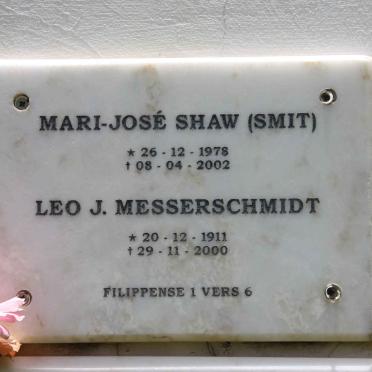 MARI-JOSÉ SHAW (SMIT)
★ 26 - 12 - 1978
† 08 - 04 - 2002
LEO J. MESSERSCHMIDT
★ 20 - 12 - 1911
† 29 - 11 - 2000
FILIPPENSE 1 VERS 6